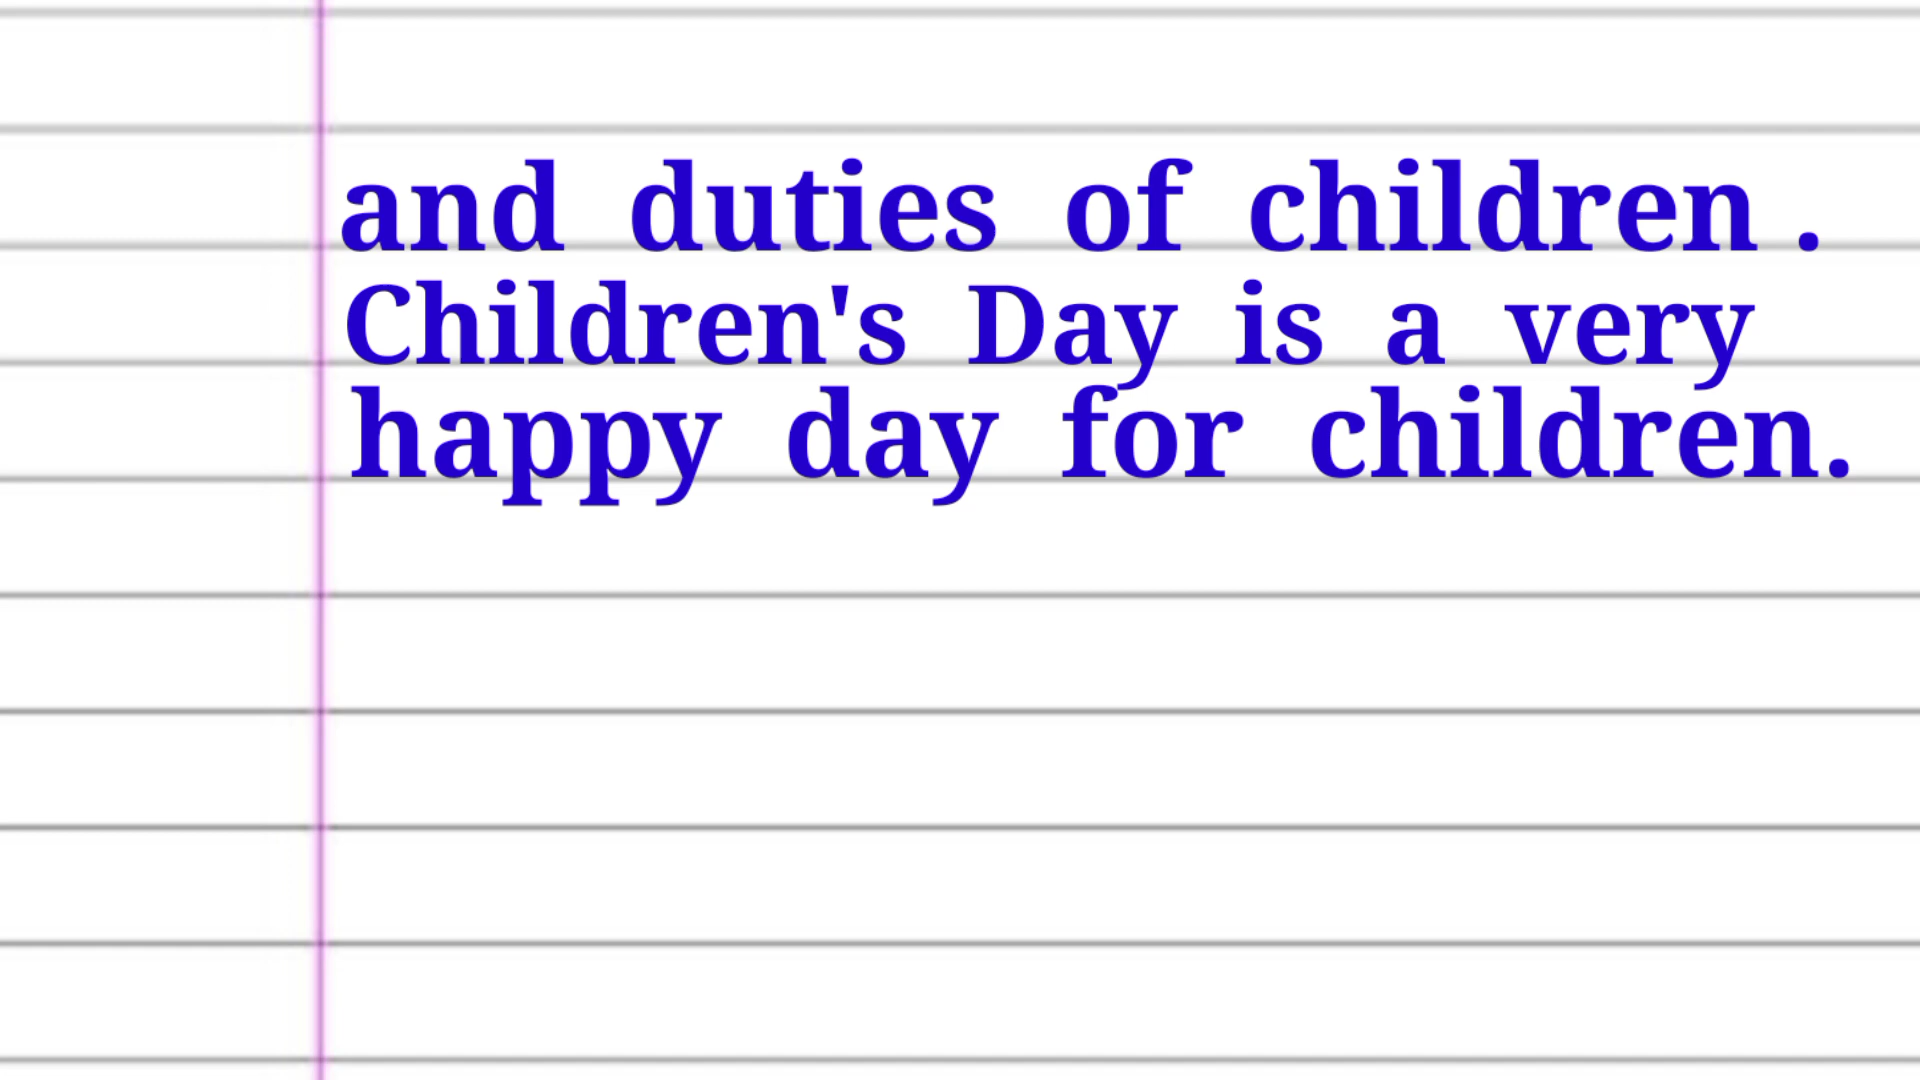 and duties of children .
Children's Day is a very
happy day for children.